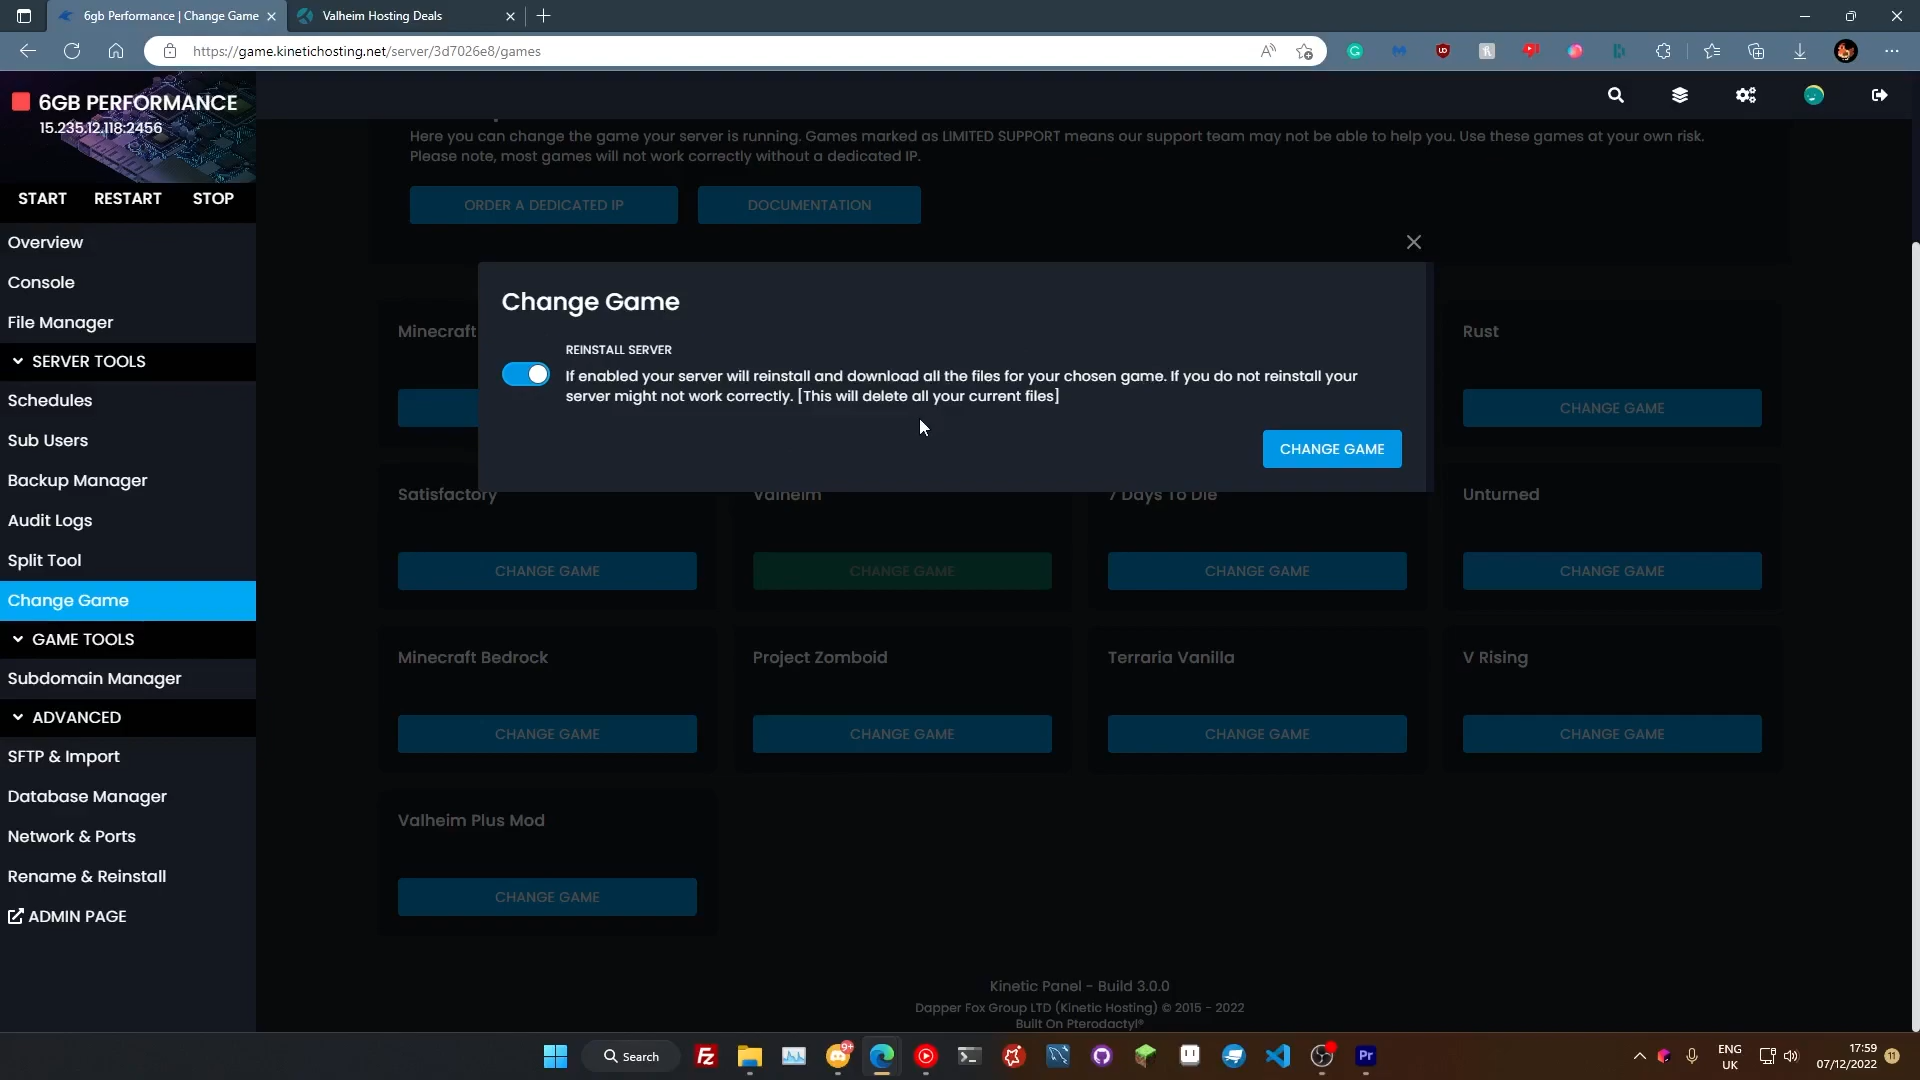 6gb Performance | Change Game
Valheim Hosting Deals
https://game.kinetichosting.net/server/3d7026e8/games
6GB PERFORMANCE
15.235.12.118:2456
START RESTART STOP
Overview
Console
File Manager
SERVER TOOLS
Schedules
Sub Users
Backup Manager
Audit Logs
Split Tool
Change Game
GAME TOOLS
Subdomain Manager
ADVANCED
SFTP & Import
Database Manager
Network & Ports
Rename & Reinstall
ADMIN PAGE
Here you can change the game your server is running. Games marked as LIMITED SUPPORT means our support team may not be able to help you. Use these games at your own risk.
Please note, most games will not work correctly without a dedicated IP.
ORDER A DEDICATED IP
DOCUMENTATION
Change Game
REINSTALL SERVER
If enabled your server will reinstall and download all the files for your chosen game. If you do not reinstall your
server might not work correctly. [This will delete all your current files]
CHANGE GAME
Minecraft
Rust
CHANGE GAME
Satisfactory
Valheim
7 Days To Die
Unturned
CHANGE GAME
CHANGE GAME
CHANGE GAME
CHANGE GAME
Minecraft Bedrock
Project Zomboid
Terraria Vanilla
V Rising
CHANGE GAME
CHANGE GAME
CHANGE GAME
CHANGE GAME
Valheim Plus Mod
CHANGE GAME
Kinetic Panel - Build 3.0.0
Dapper Fox Group LTD (Kinetic Hosting) © 2015 - 2022
Built On Pterodactyl®
Search
9+
Pr
ENG
UK
17:59
07/12/2022
11